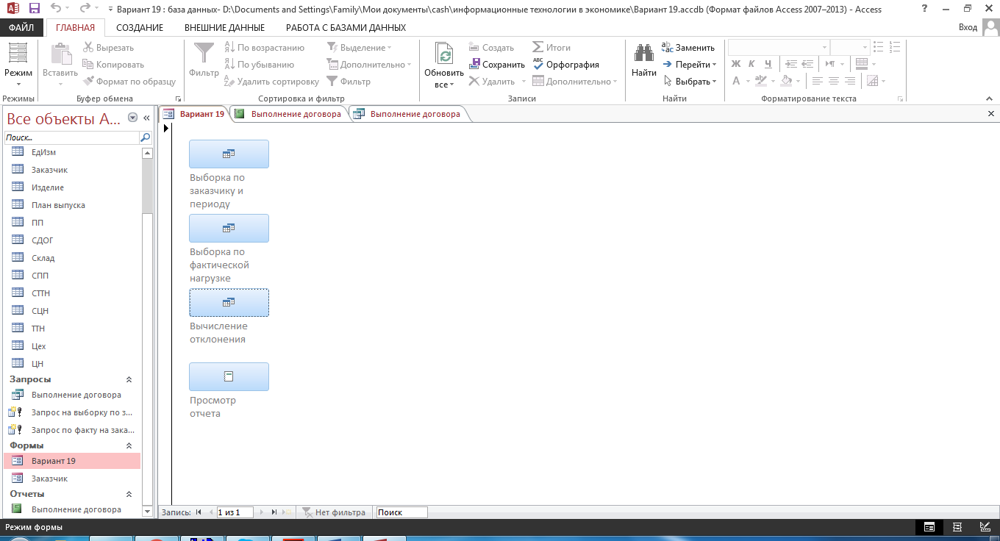 Вариант 19 : база данных- D:\Documents and Settings\Family\Мои документы\cash\информационные технологии в экономике\Вариант 19.accdb (Формат файлов Access 2007–2013) - Access
ФАЙЛ ГЛАВНАЯ СОЗДАНИЕ ВНЕШНИЕ ДАННЫЕ РАБОТА С БАЗАМИ ДАННЫХ Вход
Режим
Режимы
Вставить
Вырезать
Копировать
Формат по образцу
Буфер обмена
Фильтр
По возрастанию
По убыванию
Удалить сортировку
Выделение
Дополнительно
Фильтр
Сортировка и фильтр
Обновить
все
Создать
Сохранить
Удалить
Итоги
Орфография
Дополнительно
Записи
Найти
Заменить
Перейти
Выбрать
Найти
Ж К Ч
А
Форматирование текста
Все объекты A...
Поиск...
ЕдИзм
Заказчик
Изделие
План выпуска
ПП
СДОГ
Склад
СПП
СТТН
СЦН
ТТН
Цех
ЦН
Запросы
Выполнение договора
Запрос на выборку по з...
Запрос по факту на зака...
Формы
Вариант 19
Заказчик
Отчеты
Выполнение договора
Вариант 19 Выполнение договора Выполнение договора
Выборка по
заказчику и
периоду
Выборка по
фактической
нагрузке
Вычисление
отклонения
Просмотр
отчета
Запись: 1 из 1 Нет фильтра Поиск
Режим формы